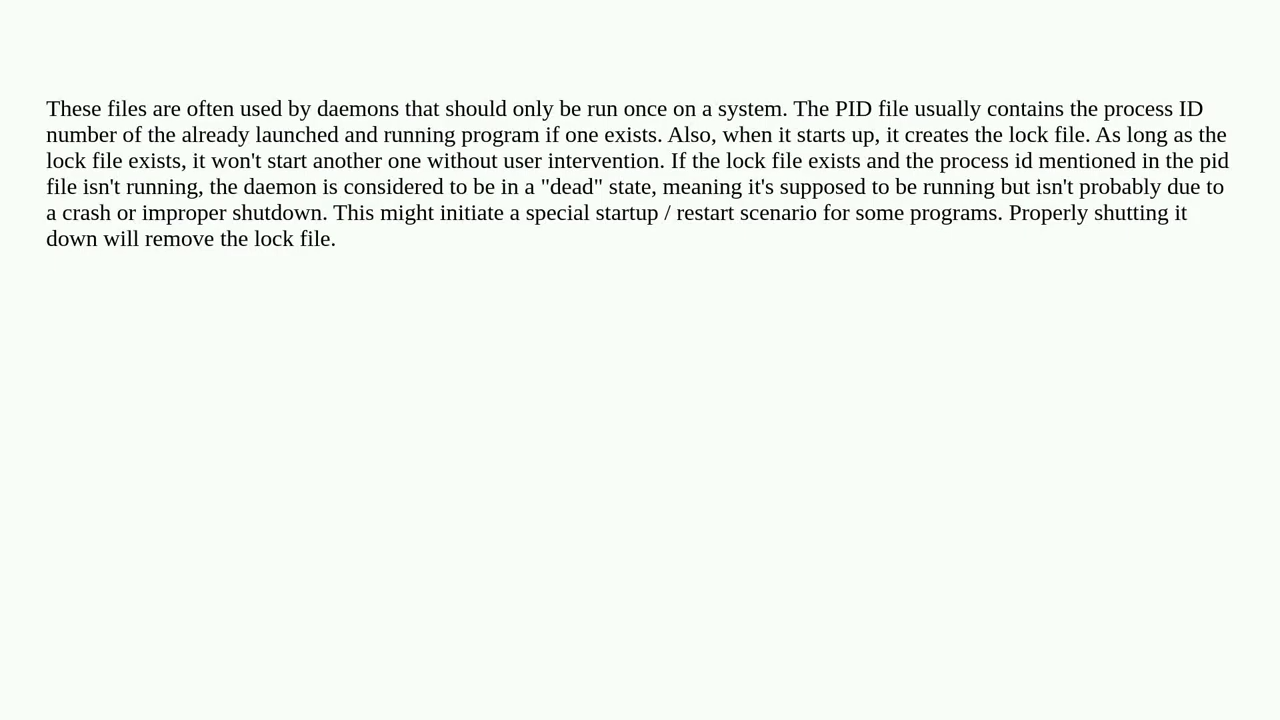 These files are often used by daemons that should only be run once on a system. The PID file usually contains the process ID
number of the already launched and running program if one exists. Also, when it starts up, it creates the lock file. As long as the
lock file exists, it won't start another one without user intervention. If the lock file exists and the process id mentioned in the pid
file isn't running, the daemon is considered to be in a "dead" state, meaning it's supposed to be running but isn't probably due to
a crash or improper shutdown. This might initiate a special startup / restart scenario for some programs. Properly shutting it
down will remove the lock file.